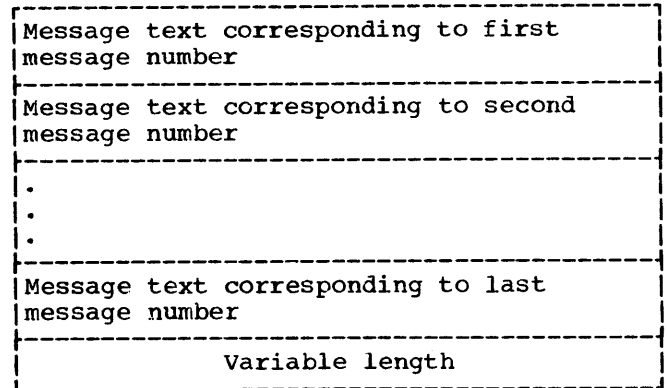 Message text corresponding to first
message number
Message text corresponding to second
message number
.
.
.
Message text corresponding to last
message number
Variable length